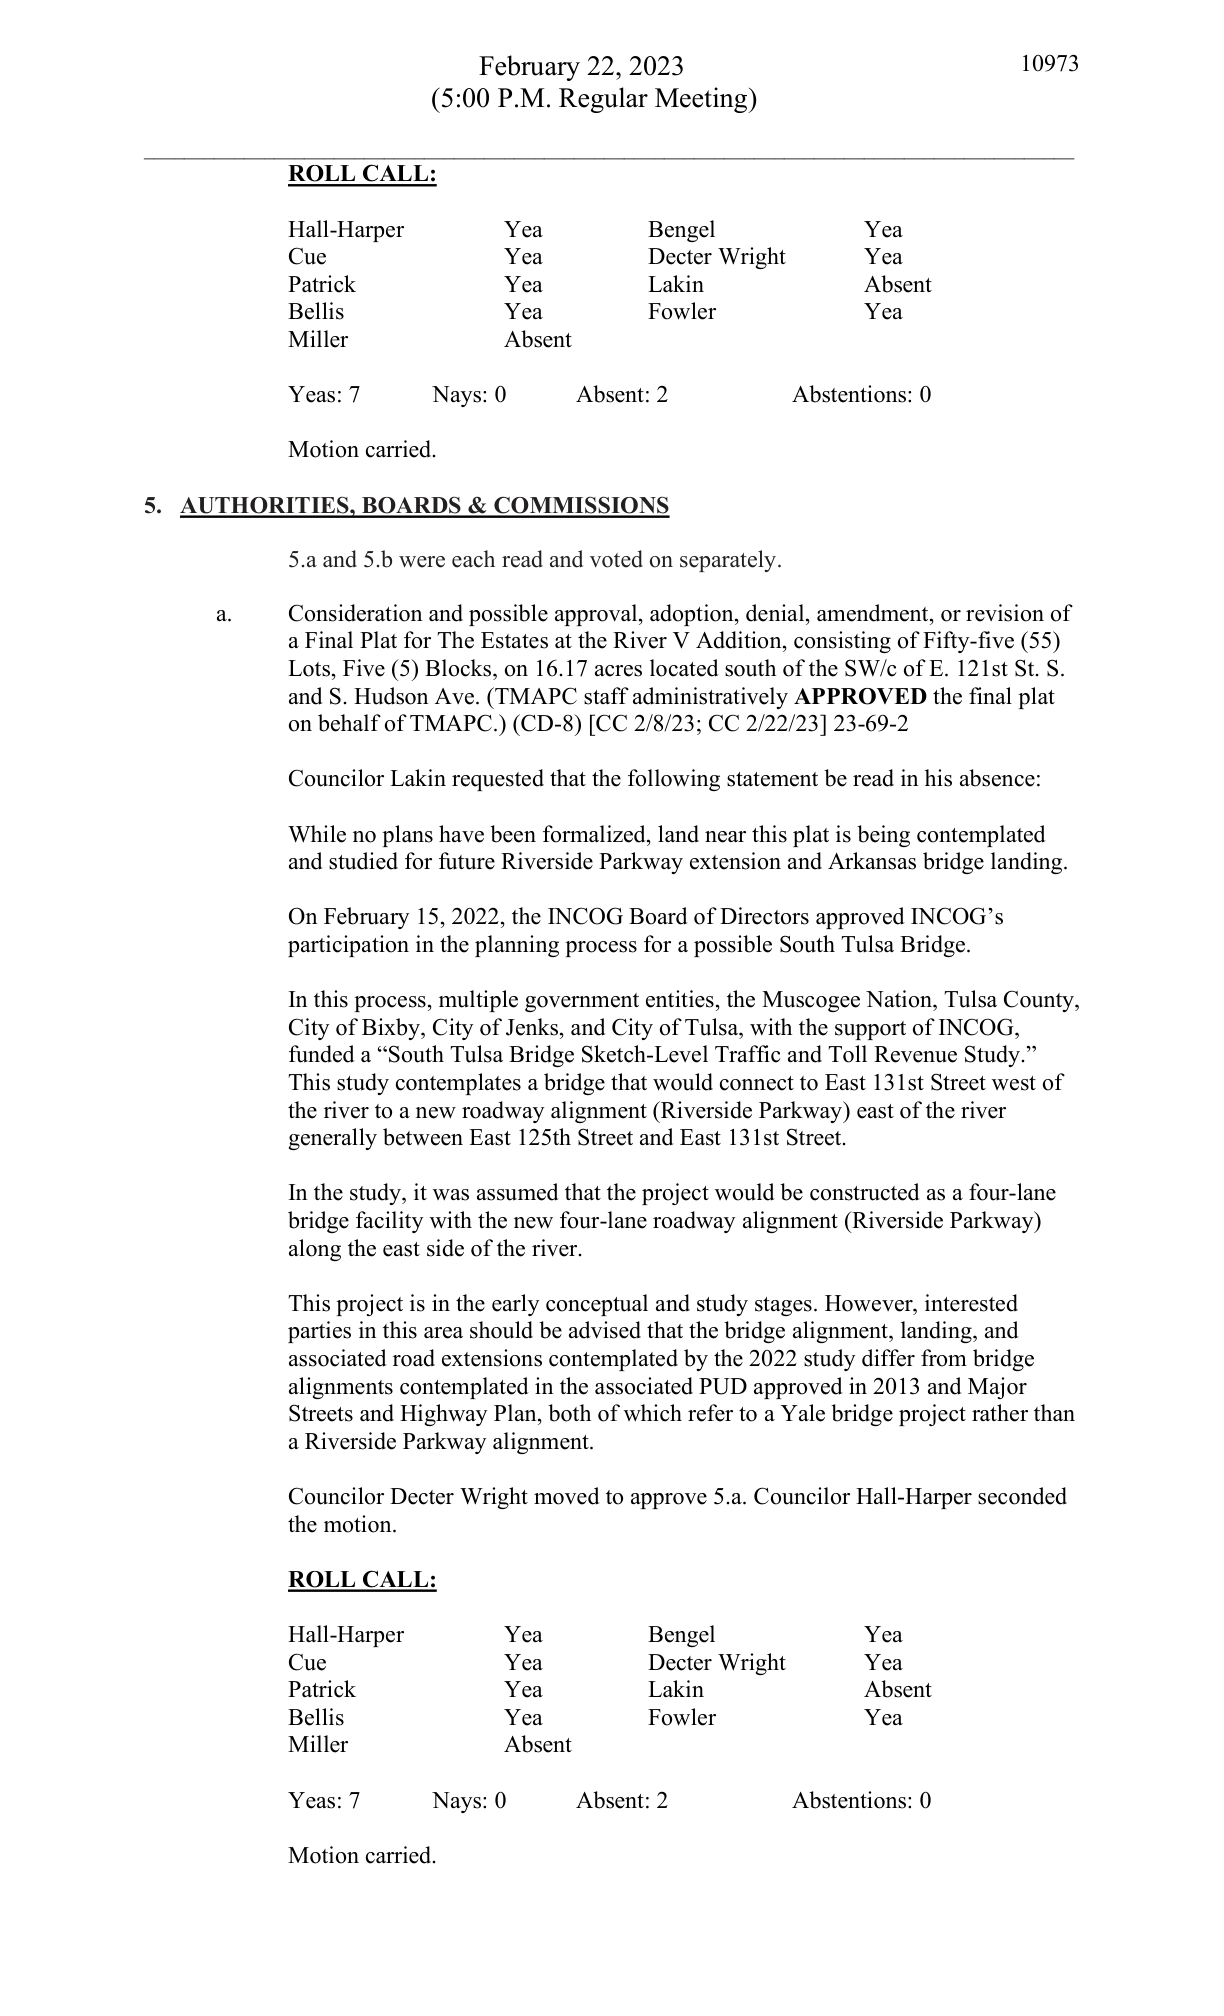 February 22, 2023
10973
(5:00 P.M. Regular Meeting)
ROLL CALL:
Hall-Harper Yea Bengel Yea
Cue Yea Decter Wright Yea
Patrick Yea Lakin Absent
Bellis Yea Fowler Yea
Miller Absent
Yeas: 7 Nays: 0 Absent: 2 Abstentions: 0
Motion carried.
5. AUTHORITIES, BOARDS & COMMISSIONS
5.a and 5.b were each read and voted on separately.
a. Consideration and possible approval, adoption, denial, amendment, or revision of
a Final Plat for The Estates at the River V Addition, consisting of Fifty-five (55)
Lots, Five (5) Blocks, on 16.17 acres located south of the SW/c of E. 121st St. S.
and S. Hudson Ave. (TMAPC staff administratively APPROVED the final plat
on behalf of TMAPC.) (CD-8) [CC 2/8/23; CC 2/22/23] 23-69-2
Councilor Lakin requested that the following statement be read in his absence:
While no plans have been formalized, land near this plat is being contemplated
and studied for future Riverside Parkway extension and Arkansas bridge landing.
On February 15, 2022, the INCOG Board of Directors approved INCOG’s
participation in the planning process for a possible South Tulsa Bridge.
In this process, multiple government entities, the Muscogee Nation, Tulsa County,
City of Bixby, City of Jenks, and City of Tulsa, with the support of INCOG,
funded a “South Tulsa Bridge Sketch-Level Traffic and Toll Revenue Study.”
This study contemplates a bridge that would connect to East 131st Street west of
the river to a new roadway alignment (Riverside Parkway) east of the river
generally between East 125th Street and East 131st Street.
In the study, it was assumed that the project would be constructed as a four-lane
bridge facility with the new four-lane roadway alignment (Riverside Parkway)
along the east side of the river.
This project is in the early conceptual and study stages. However, interested
parties in this area should be advised that the bridge alignment, landing, and
associated road extensions contemplated by the 2022 study differ from bridge
alignments contemplated in the associated PUD approved in 2013 and Major
Streets and Highway Plan, both of which refer to a Yale bridge project rather than
a Riverside Parkway alignment.
Councilor Decter Wright moved to approve 5.a. Councilor Hall-Harper seconded
the motion.
ROLL CALL:
Hall-Harper Yea Bengel Yea
Cue Yea Decter Wright Yea
Patrick Yea Lakin Absent
Bellis Yea Fowler Yea
Miller Absent
Yeas: 7 Nays: 0 Absent: 2 Abstentions: 0
Motion carried.